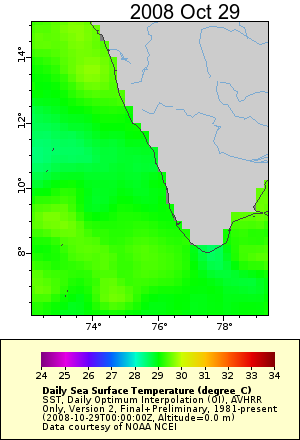 2008 Oct 29
14°
12°
10°
8°
74°
76°
78°
24 25 26 27 28 29 30 31 32 33 34
Daily Sea Surface Temperature (degree_C)
SST, Daily Optimum Interpolation (OI), AVHRR
Only, Version 2, Final+Preliminary, 1981-present
(2008-10-29T00:00:00Z, Altitude=0.0 m)
Data courtesy of NOAA NCEI